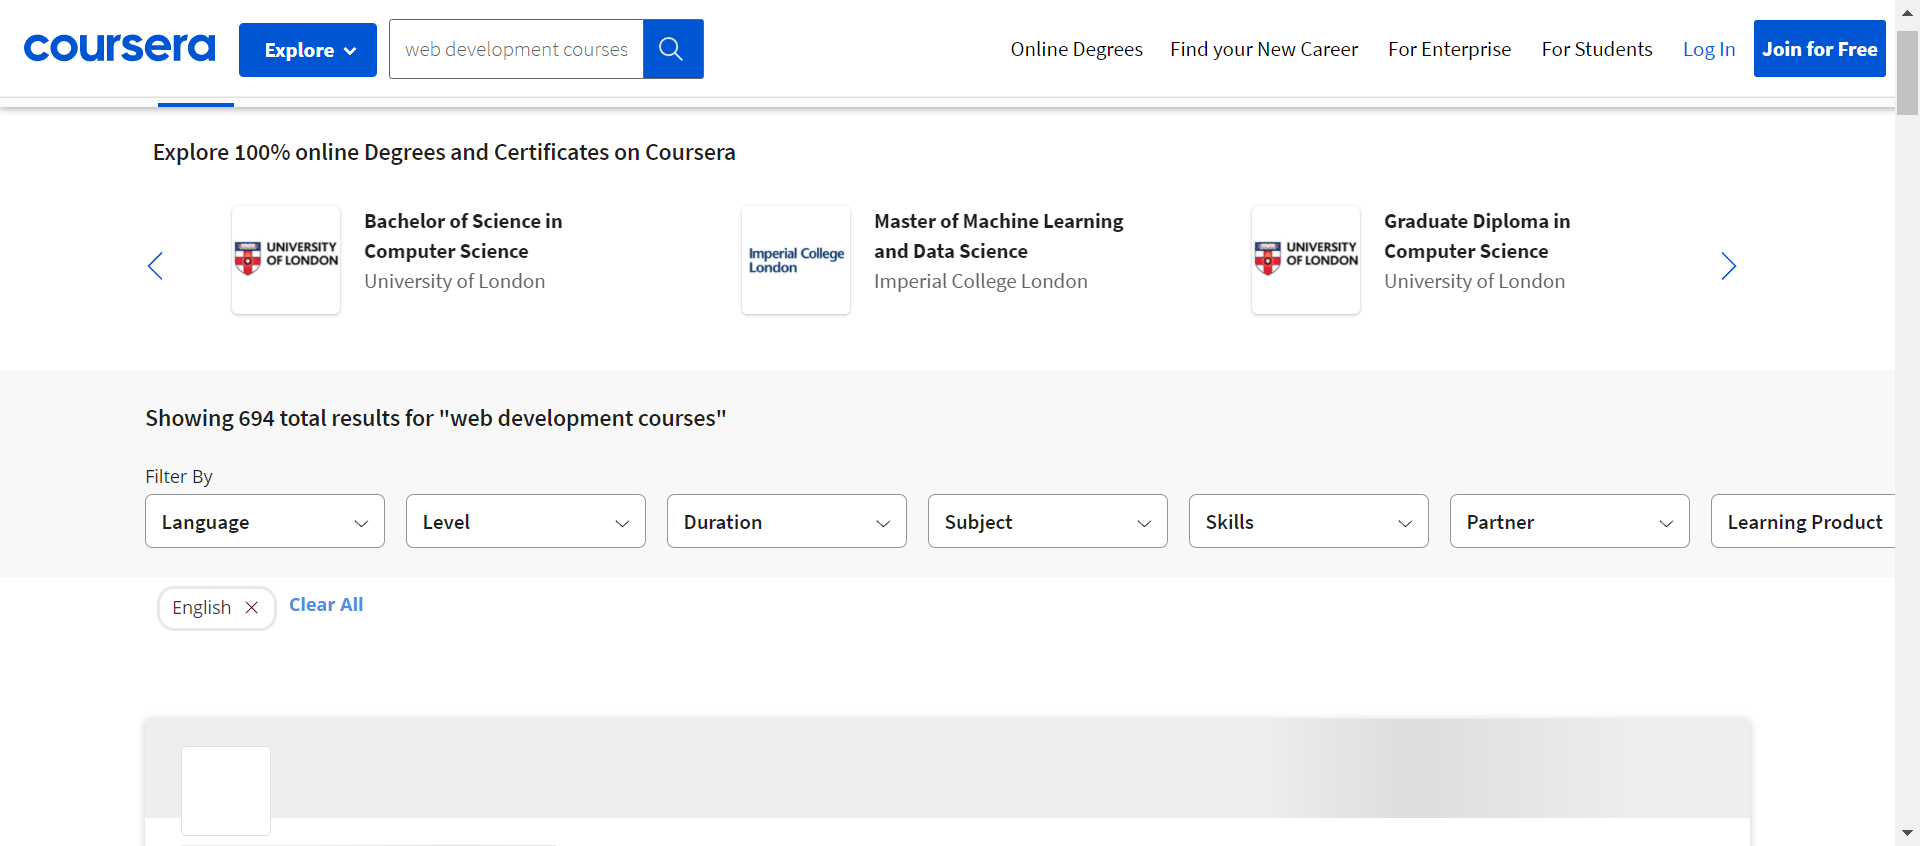 coursera
Explore
web development courses
Online Degrees
Find your New Career
For Enterprise
For Students
Log In
Join for Free
Explore 100% online Degrees and Certificates on Coursera
UNIVERSITY
OF LONDON
Bachelor of Science in
Computer Science
University of London
Imperial College
London
Master of Machine Learning
and Data Science
Imperial College London
UNIVERSITY
OF LONDON
Graduate Diploma in
Computer Science
University of London
Showing 694 total results for "web development courses"
Filter By
Language
Level
Duration
Subject
Skills
Partner
Learning Product
English
Clear All